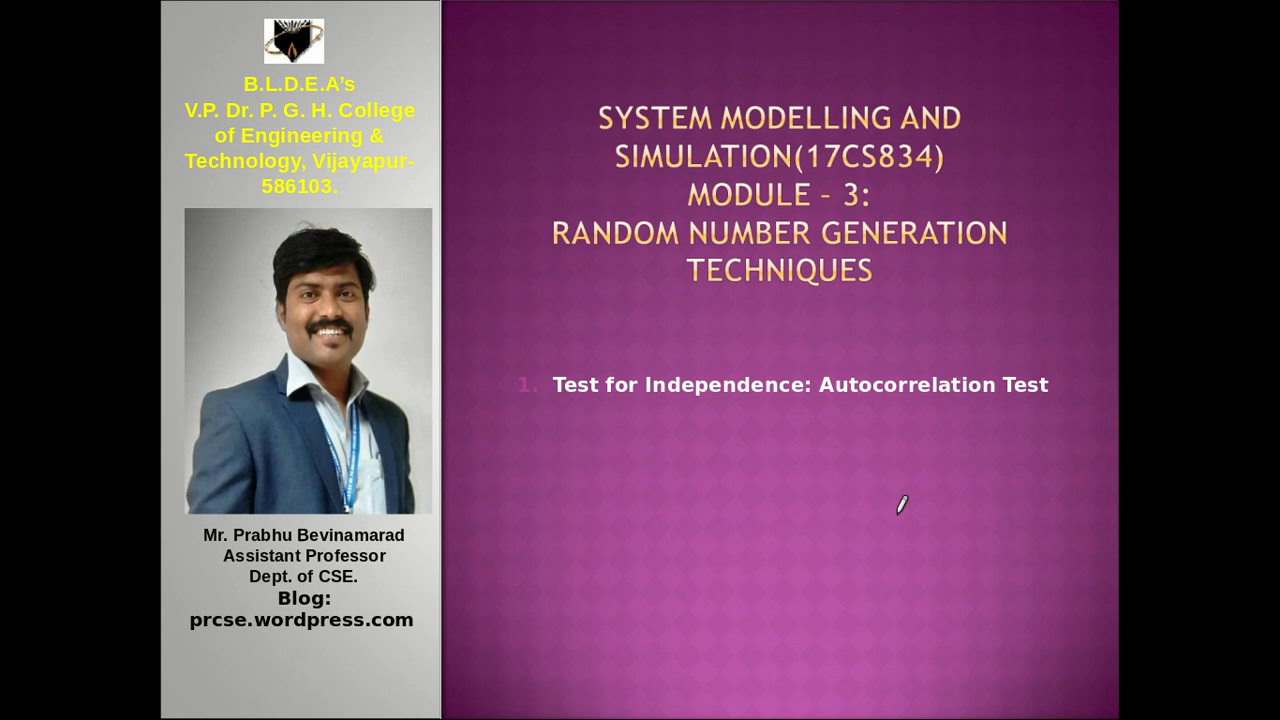 B.L.D.E.A’s
V.P. Dr. P. G. H. College
of Engineering &
Technology, Vijayapur-
586103.
Mr. Prabhu Bevinamarad
Assistant Professor
Dept. of CSE.
Blog:
prcse.wordpress.com
SYSTEM MODELLING AND
SIMULATION(17CS834)
MODULE – 3:
RANDOM NUMBER GENERATION
TECHNIQUES
1. Test for Independence: Autocorrelation Test